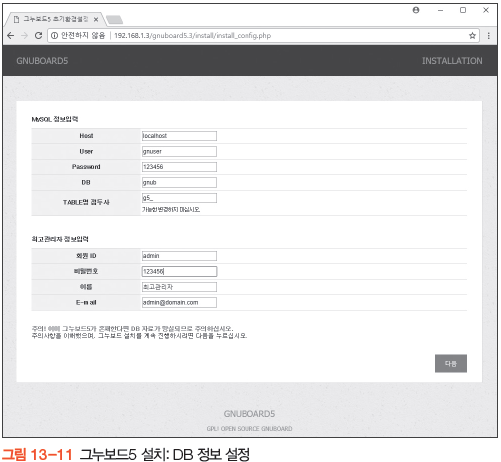 그누보드5 초기환경설정
안전하지 않음 | 192.168.1.3/gnuboard5.3/install/install_config.php
GNUBOARD5 INSTALLATION
MySQL 정보입력
Host localhost
User gnuser
Password 123456
DB gnub
TABLE명 접두사 g5_
가능한 변경하지 마십시오.
최고관리자 정보입력
회원 ID admin
비밀번호 123456
이름 최고관리자
E-mail admin@domain.com
주의! 이미 그누보드5가 존재한다면 DB 자료가 망실되므로 주의하십시오.
주의사항을 이해했으며, 그누보드 설치를 계속 진행하시려면 다음을 누르십시오.
다음
GNUBOARD5
GPL! OPEN SOURCE GNUBOARD
그림 13-11 그누보드5 설치: DB 정보 설정